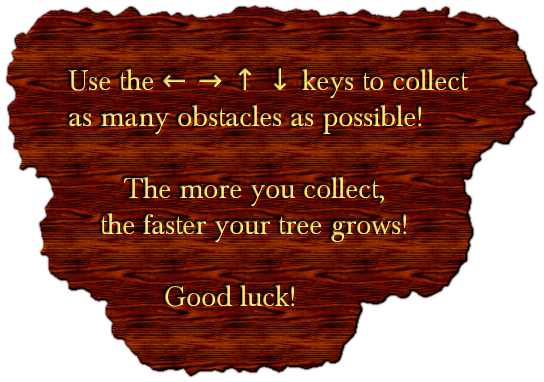 Use the ← → ↑ ↓ keys to collect
as many obstacles as possible!
The more you collect,
the faster your tree grows!
Good luck!